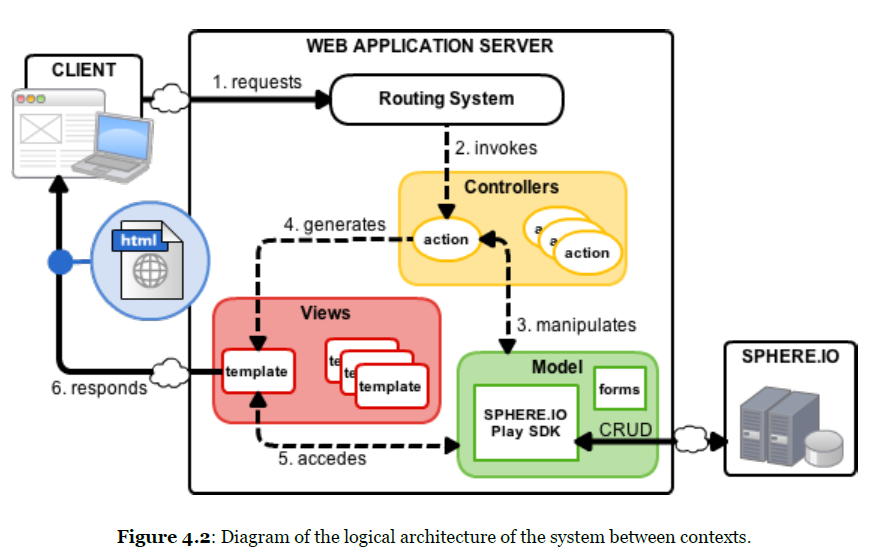 WEB APPLICATION SERVER
CLIENT
1. requests
Routing System
2. invokes
Controllers
4. generates
action
a
a
action
html
Views
3. manipulates
template
te
te
template
6. responds
Model
SPHERE.IO
Play SDK
forms
CRUD
SPHERE.IO
5. accedes
Figure 4.2: Diagram of the logical architecture of the system between contexts.